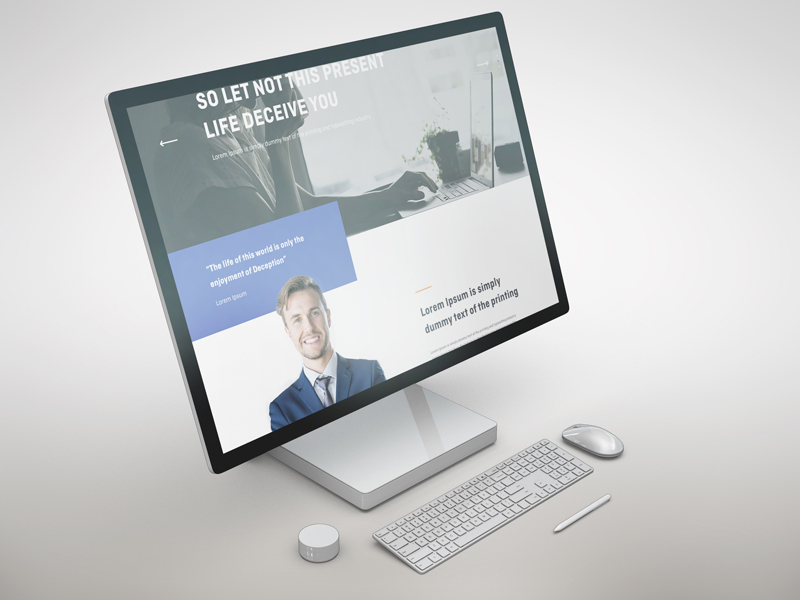 SO LET NOT THIS PRESENT
LIFE DECEIVE YOU
Lorem Ipsum is simply dummy text of the printing and typesetting industry.
"The life of this world is only the
enjoyment of Deception"
Lorem Ipsum
Lorem Ipsum is simply
dummy text of the printing